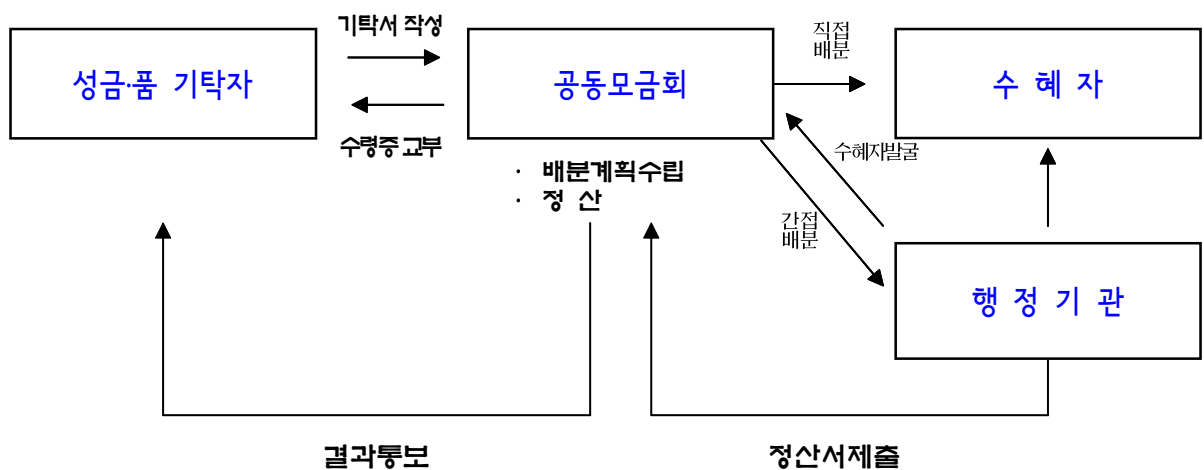 기탁서 작성
성금·품 기탁자
수령증 교부
공동모금회
· 배분계획수립
· 정 산
직접
배분
수 혜 자
수혜자발굴
간접
배분
행 정 기 관
결과통보
정산서제출